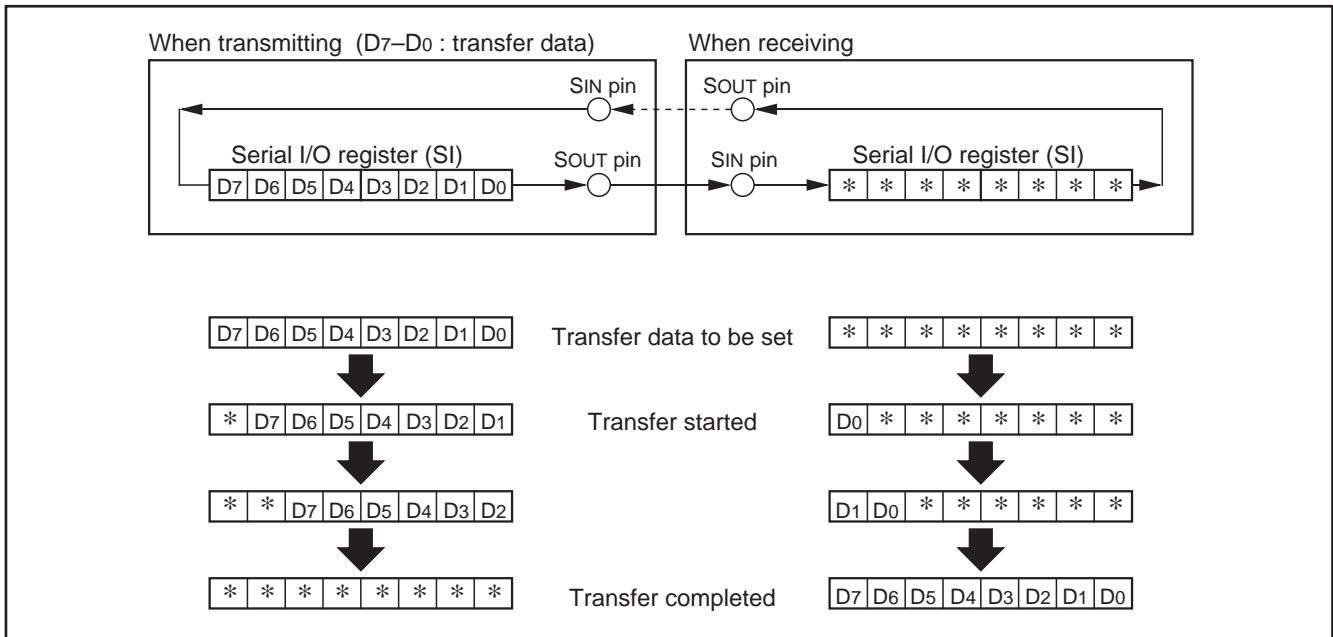 When transmitting (D7–D0 : transfer data) When receiving
SIN pin SOUT pin
Serial I/O register (SI) SOUT pin SIN pin Serial I/O register (SI)
D7 D6 D5 D4 D3 D2 D1 D0 * * * * * * * *
D7 D6 D5 D4 D3 D2 D1 D0 Transfer data to be set * * * * * * * *
* D7 D6 D5 D4 D3 D2 D1 Transfer started D0 * * * * * * *
* * D7 D6 D5 D4 D3 D2 D1 D0 * * * * * *
* * * * * * * * Transfer completed D7 D6 D5 D4 D3 D2 D1 D0